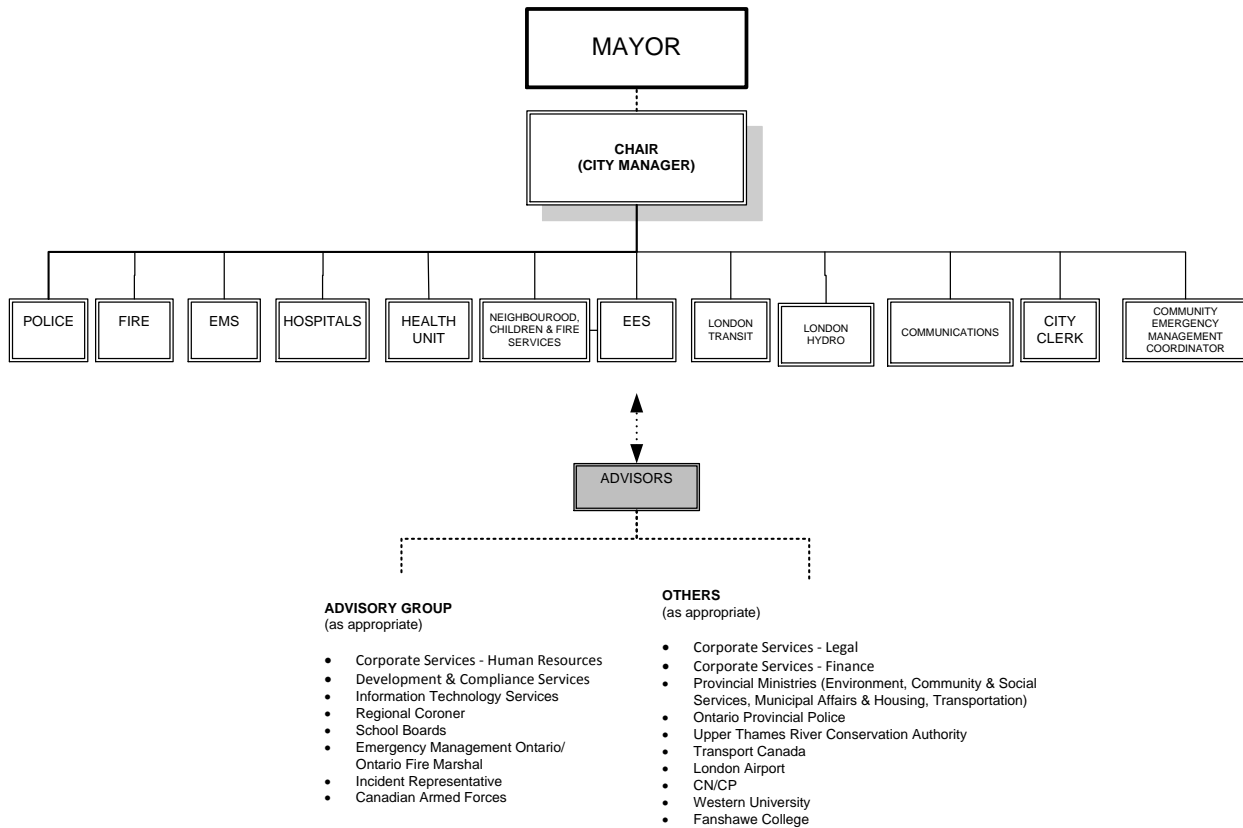 MAYOR
CHAIR
(CITY MANAGER)
POLICE
FIRE
EMS
HOSPITALS
HEALTH
UNIT
NEIGHBOUROOD,
CHILDREN & FIRE
SERVICES
EES
LONDON
TRANSIT
LONDON
HYDRO
COMMUNICATIONS
CITY
CLERK
COMMUNITY
EMERGENCY
MANAGEMENT
COORDINATOR
ADVISORS
ADVISORY GROUP
(as appropriate)
• Corporate Services - Human Resources
• Development & Compliance Services
• Information Technology Services
• Regional Coroner
• School Boards
• Emergency Management Ontario/
Ontario Fire Marshal
• Incident Representative
• Canadian Armed Forces
OTHERS
(as appropriate)
• Corporate Services - Legal
• Corporate Services - Finance
• Provincial Ministries (Environment, Community & Social
Services, Municipal Affairs & Housing, Transportation)
• Ontario Provincial Police
• Upper Thames River Conservation Authority
• Transport Canada
• London Airport
• CN/CP
• Western University
• Fanshawe College